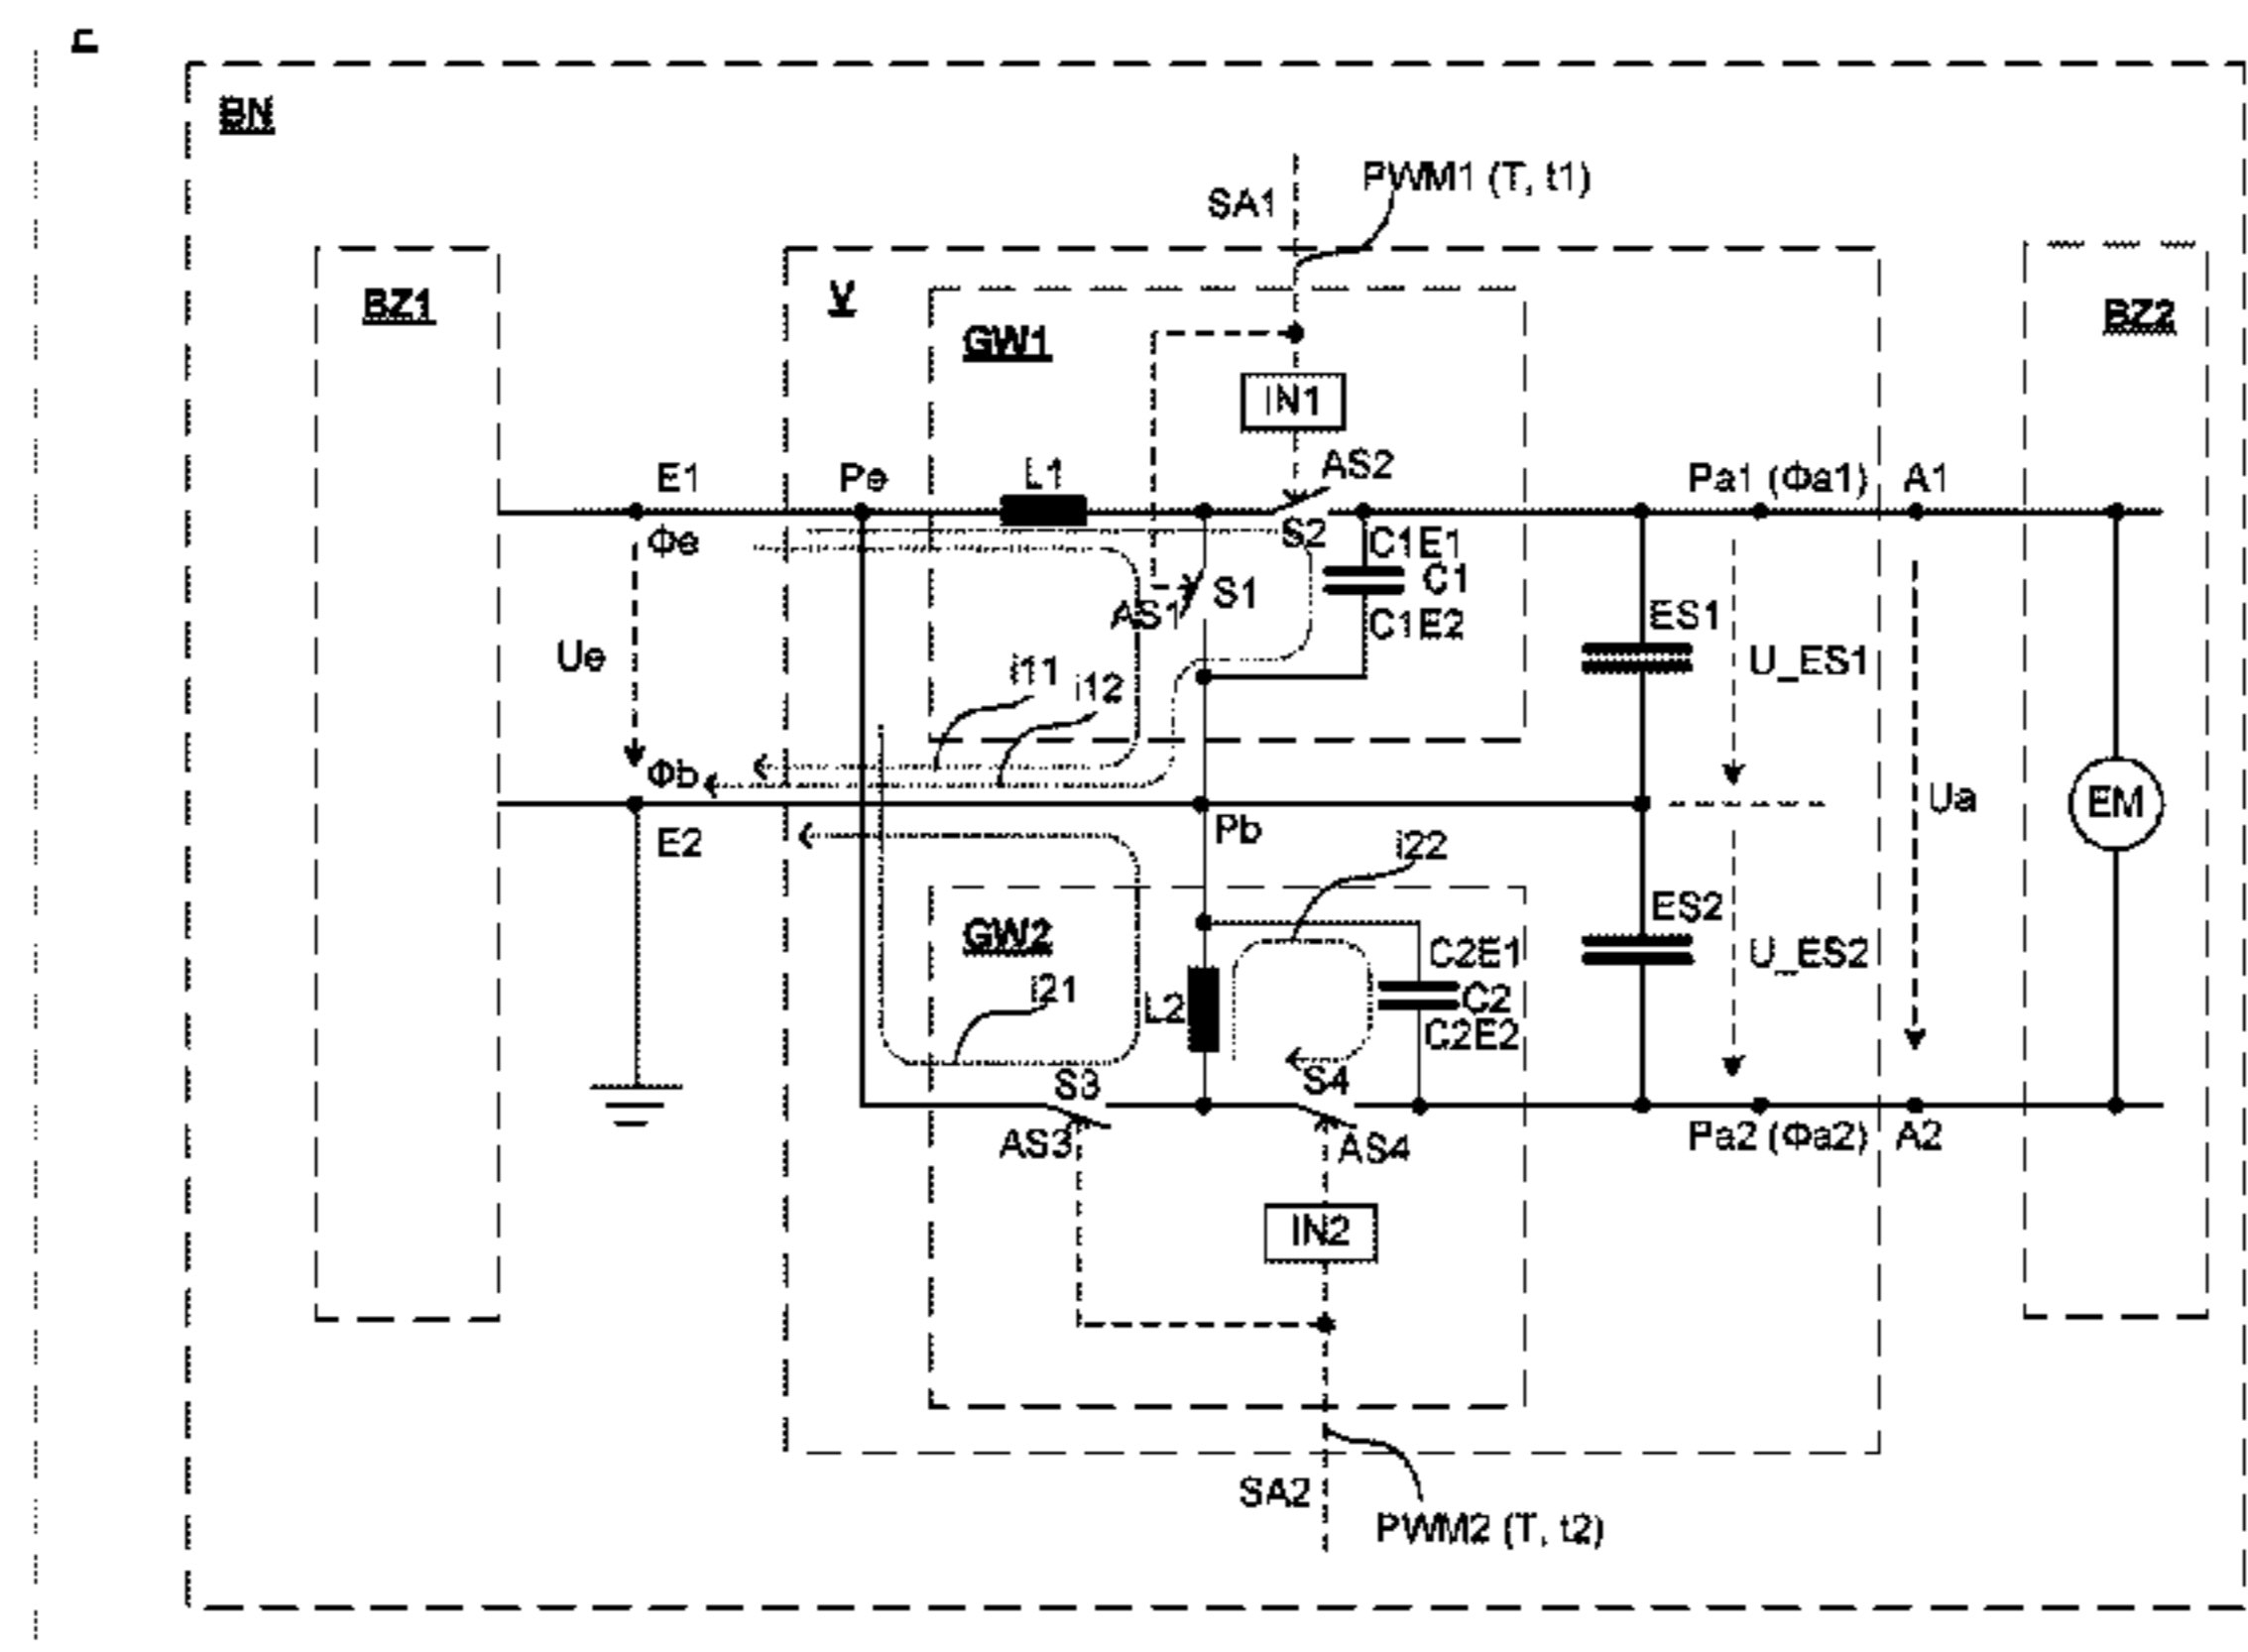 BN
PWM1 (T, t1)
SA1
BZ1
V
BZ2
GW1
IN1
E1
Pe
L1
AS2
Pa1 (Φa1)
A1
Φe
S2
C1E1
C1
AS1
S1
C1E2
ES1
Ue
i11
i12
U_ES1
Φb
Ua
EM
E2
Pb
i22
ES2
GW2
C2E1
U_ES2
i21
L2
C2
C2E2
S3
S4
AS3
AS4
Pa2 (Φa2)
A2
IN2
SA2
PWM2 (T, t2)